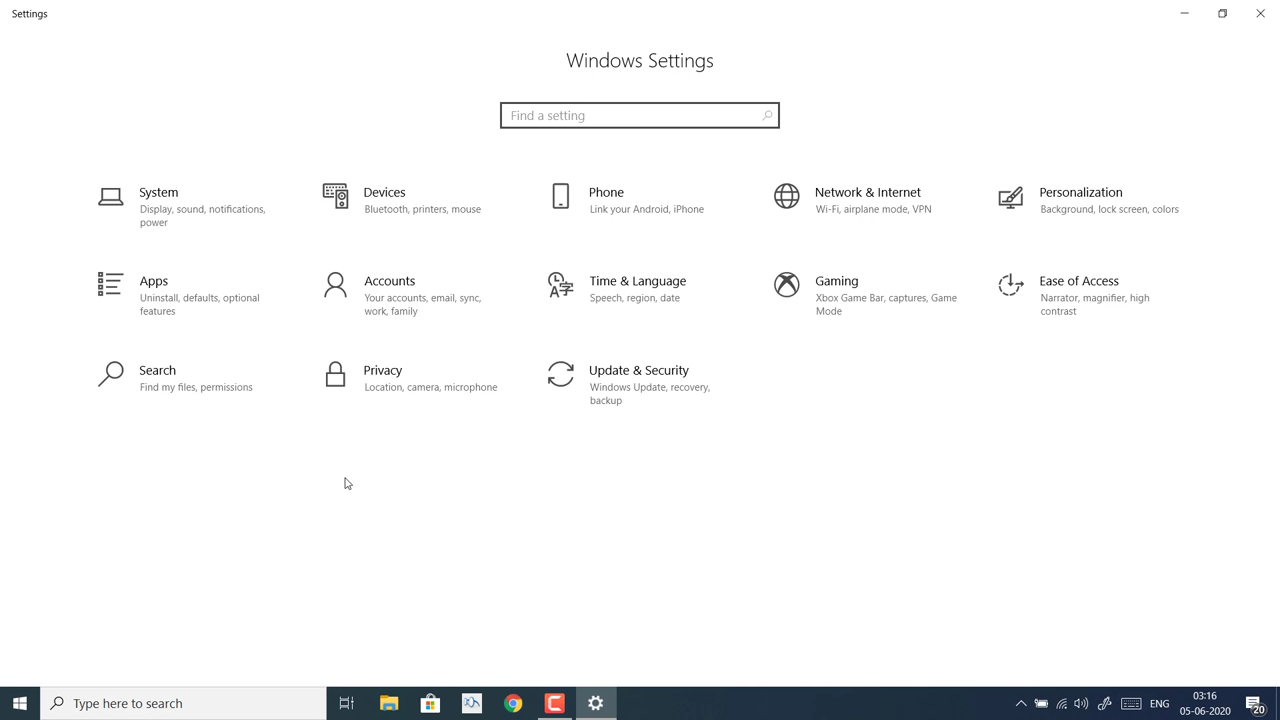 Settings
Windows Settings
Find a setting
System
Display, sound, notifications,
power
Devices
Bluetooth, printers, mouse
Phone
Link your Android, iPhone
Network & Internet
Wi-Fi, airplane mode, VPN
Personalization
Background, lock screen, colors
Apps
Uninstall, defaults, optional
features
Accounts
Your accounts, email, sync,
work, family
Time & Language
Speech, region, date
Gaming
Xbox Game Bar, captures, Game
Mode
Ease of Access
Narrator, magnifier, high
contrast
Search
Find my files, permissions
Privacy
Location, camera, microphone
Update & Security
Windows Update, recovery,
backup
Type here to search
ENG
03:16
05-06-2020
20